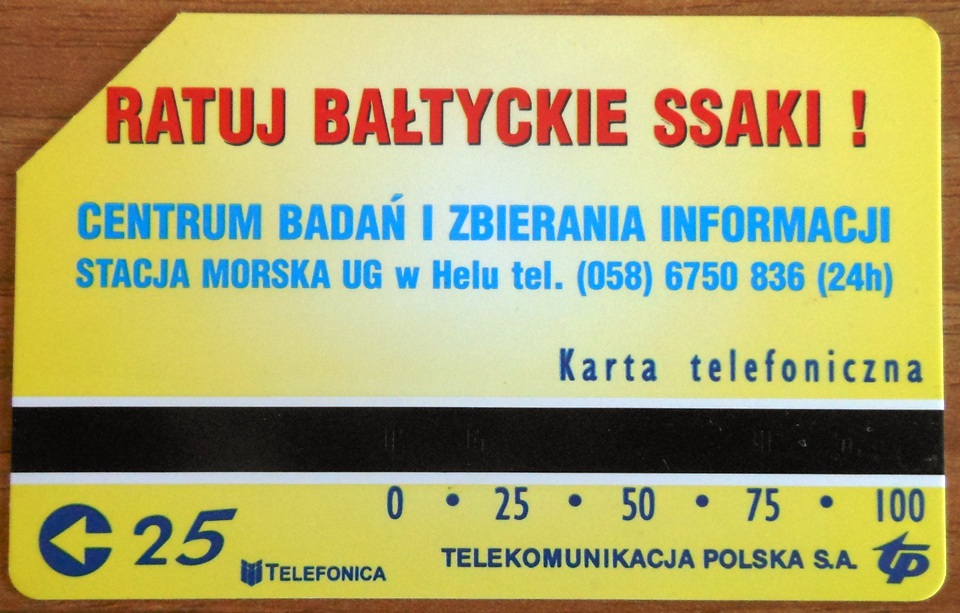 RATUJ BAŁTYCKIE SSAKI !
CENTRUM BADAŃ I ZBIERANIA INFORMACJI
STACJA MORSKA UG w Helu tel. (058) 6750 836 (24h)
Karta telefoniczna
0 • 25 • 50 • 75 • 100
25
TELEFONICA
TELEKOMUNIKACJA POLSKA S.A. tp